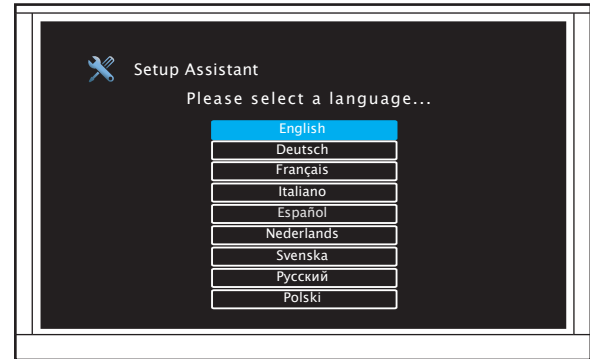 Setup Assistant
Please select a language...
English
Deutsch
Français
Italiano
Español
Nederlands
Svenska
Русский
Polski